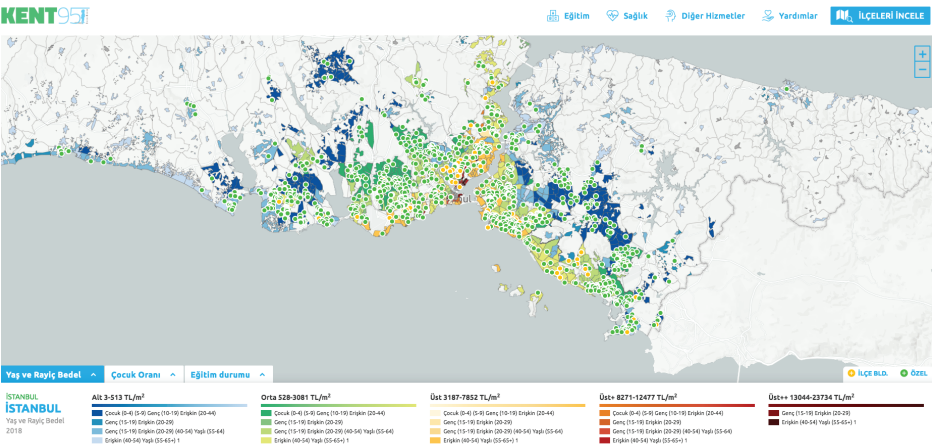 KENT95
Eğitim
Sağlık
Diğer Hizmetler
Yardımlar
İLÇELERİ İNCELE
+
−
Yaş ve Rayiç Bedel
Çocuk Oranı
Eğitim durumu
İLÇE BLD.
ÖZEL
İSTANBUL
İSTANBUL
Yaş ve Rayiç Bedel
2018
Alt 3-513 TL/m²
Çocuk (0-4) (5-9) Genç (10-19) Erişkin (20-44)
Genç (15-19) Erişkin (20-29)
Genç (15-19) Erişkin (20-29) (40-54) Yaşlı (55-64)
Erişkin (40-54) Yaşlı (55-65+) 1
Orta 528-3081 TL/m²
Çocuk (0-4) (5-9) Genç (10-19) Erişkin (20-44)
Genç (15-19) Erişkin (20-29)
Genç (15-19) Erişkin (20-29) (40-54) Yaşlı (55-64)
Erişkin (40-54) Yaşlı (55-65+) 1
Üst 3187-7852 TL/m²
Çocuk (0-4) (5-9) Genç (10-19) Erişkin (20-44)
Genç (15-19) Erişkin (20-29)
Genç (15-19) Erişkin (20-29) (40-54) Yaşlı (55-64)
Erişkin (40-54) Yaşlı (55-65+) 1
Üst+ 8271-12477 TL/m²
Çocuk (0-4) (5-9) Genç (10-19) Erişkin (20-44)
Genç (15-19) Erişkin (20-29)
Genç (15-19) Erişkin (20-29) (40-54) Yaşlı (55-64)
Erişkin (40-54) Yaşlı (55-65+) 1
Üst++ 13044-23734 TL/m²
Genç (15-19) Erişkin (20-29)
Erişkin (40-54) Yaşlı (55-65+) 1